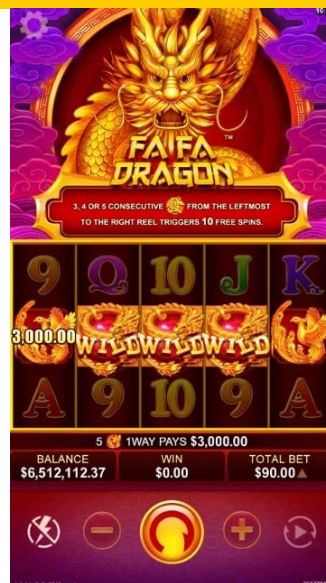 FA FA
DRAGON™
3, 4 OR 5 CONSECUTIVE 發 FROM THE LEFTMOST
TO THE RIGHT REEL TRIGGERS 10 FREE SPINS.
9 Q 10 J K
3,000.00 WILD WILD WILD
A 9 10 9 A
5 1WAY PAYS $3,000.00
BALANCE WIN TOTAL BET
$6,512,112.37 $0.00 $90.00